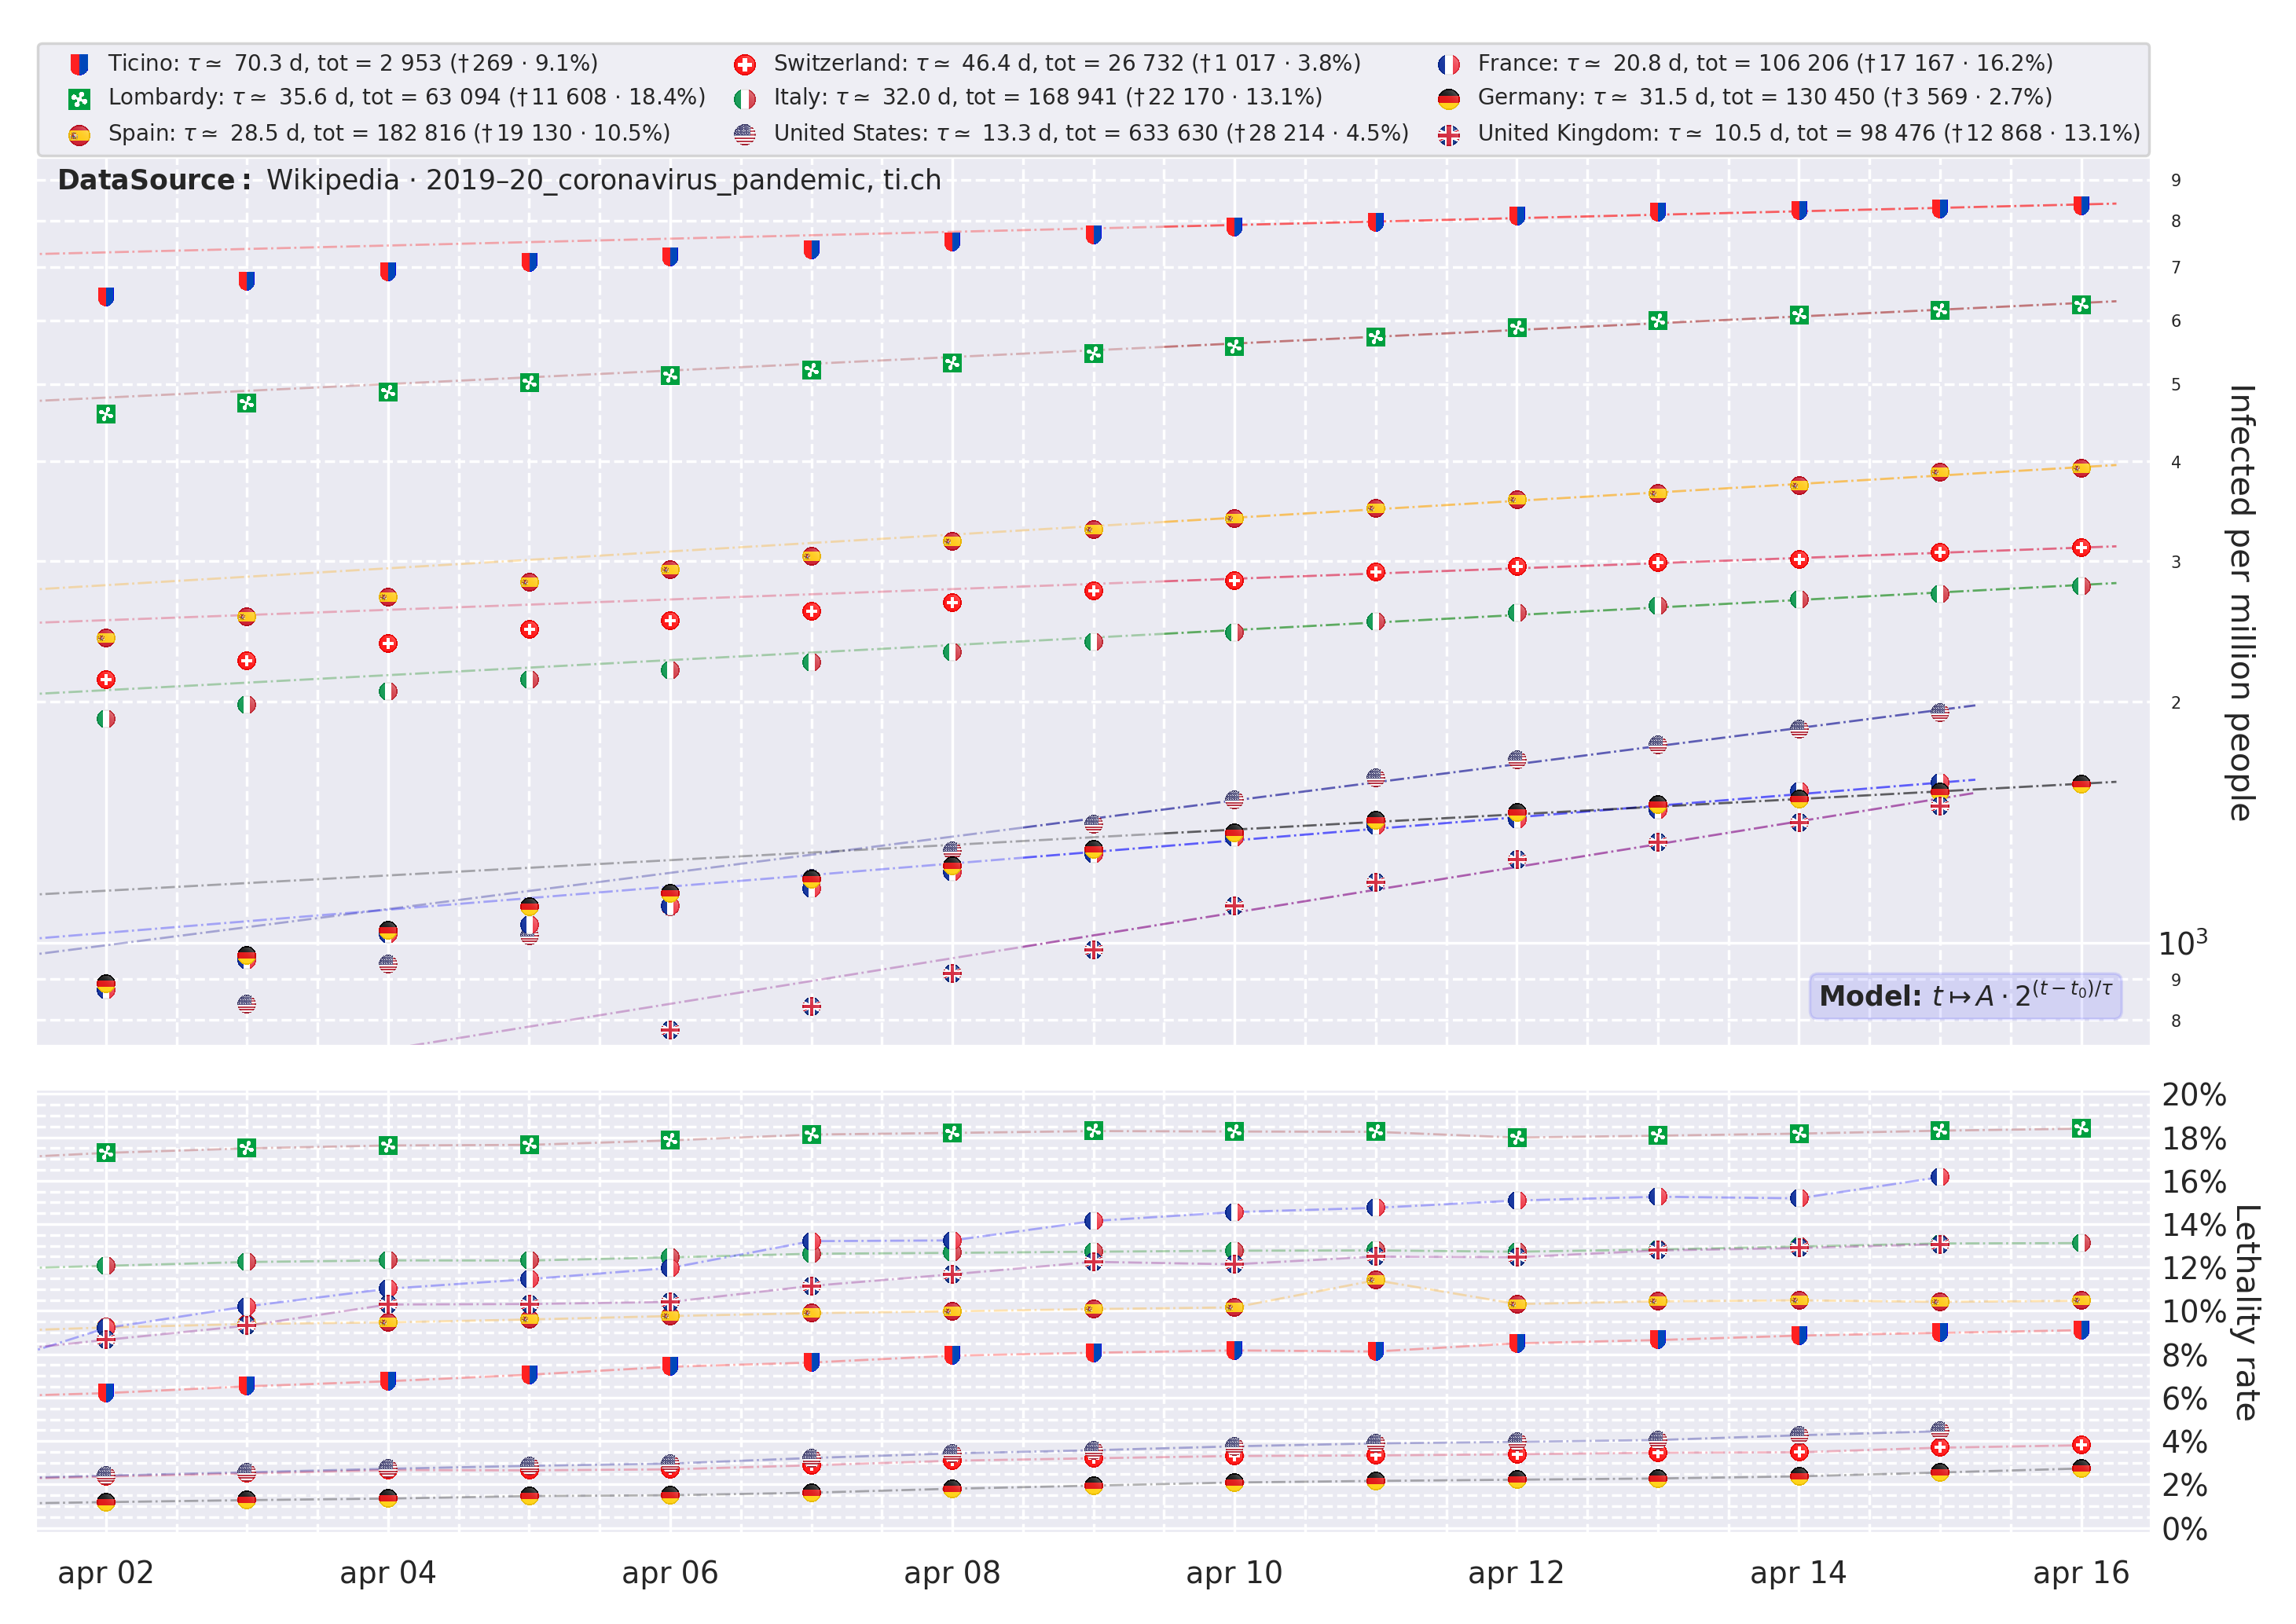 Ticino: τ ≃ 70.3 d, tot = 2 953 (†269 · 9.1%)
Lombardy: τ ≃ 35.6 d, tot = 63 094 (†11 608 · 18.4%)
Spain: τ ≃ 28.5 d, tot = 182 816 (†19 130 · 10.5%)
Switzerland: τ ≃ 46.4 d, tot = 26 732 (†1 017 · 3.8%)
Italy: τ ≃ 32.0 d, tot = 168 941 (†22 170 · 13.1%)
United States: τ ≃ 13.3 d, tot = 633 630 (†28 214 · 4.5%)
France: τ ≃ 20.8 d, tot = 106 206 (†17 167 · 16.2%)
Germany: τ ≃ 31.5 d, tot = 130 450 (†3 569 · 2.7%)
United Kingdom: τ ≃ 10.5 d, tot = 98 476 (†12 868 · 13.1%)
DataSource: Wikipedia · 2019–20_coronavirus_pandemic, ti.ch
9
8
7
6
5
4
3
2
10³
9
8
Infected per million people
Model: t ↦ A · 2^(t − t₀)/τ
20%
18%
16%
14%
12%
10%
8%
6%
4%
2%
0%
Lethality rate
apr 02
apr 04
apr 06
apr 08
apr 10
apr 12
apr 14
apr 16